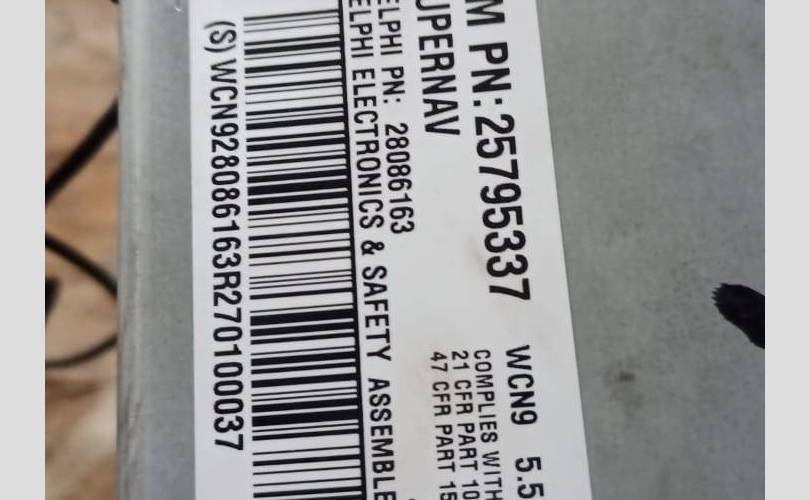 M PN: 25795337 WCN9 5.5
UPERNAV COMPLIES WITH
21 CFR PART 10
47 CFR PART 15
ELPHI PN: 28086163
ELPHI ELECTRONICS & SAFETY ASSEMBLE
(S) WCN928086163R270100037